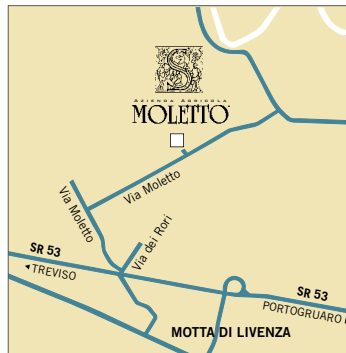 S
AZIENDA AGRICOLA
MOLETTO
Via Moletto
Via Moletto
Via dei Rori
SR 53
◄TREVISO
SR 53
PORTOGRUARO
MOTTA DI LIVENZA